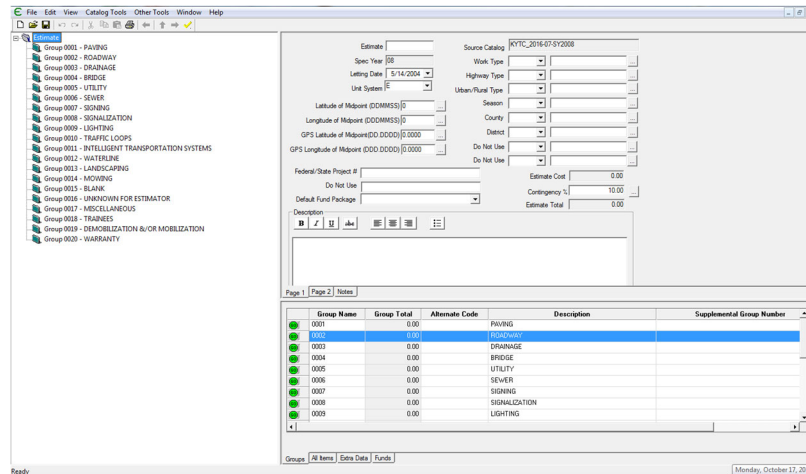 File Edit View Catalog Tools Other Tools Window Help
Estimate
Group 0001 - PAVING
Group 0002 - ROADWAY
Group 0003 - DRAINAGE
Group 0004 - BRIDGE
Group 0005 - UTILITY
Group 0006 - SEWER
Group 0007 - SIGNING
Group 0008 - SIGNALIZATION
Group 0009 - LIGHTING
Group 0010 - TRAFFIC LOOPS
Group 0011 - INTELLIGENT TRANSPORTATION SYSTEMS
Group 0012 - WATERLINE
Group 0013 - LANDSCAPING
Group 0014 - MOWING
Group 0015 - BLANK
Group 0016 - UNKNOWN FOR ESTIMATOR
Group 0017 - MISCELLANEOUS
Group 0018 - TRAINEES
Group 0019 - DEMOBILIZATION &/OR MOBILIZATION
Group 0020 - WARRANTY
Estimate
Spec Year 08
Letting Date 5/14/2004
Unit System E
Latitude of Midpoint (DDMMSS) 0
Longitude of Midpoint (DDMMSS) 0
GPS Latitude of Midpoint(DD.DDDD) 0.0000
GPS Longitude of Midpoint (DDD.DDDD) 0.0000
Source Catalog KYTC_2016-07-SY2008
Work Type
Highway Type
Urban/Rural Type
Season
County
District
Do Not Use
Do Not Use
Federal/State Project #
Do Not Use
Default Fund Package
Estimate Cost 0.00
Contingency % 10.00
Estimate Total 0.00
Description
B I U abc
Page 1 Page 2 Notes
Group Name Group Total Alternate Code Description Supplemental Group Number
0001 0.00 PAVING
0002 0.00 ROADWAY
0003 0.00 DRAINAGE
0004 0.00 BRIDGE
0005 0.00 UTILITY
0006 0.00 SEWER
0007 0.00 SIGNING
0008 0.00 SIGNALIZATION
0009 0.00 LIGHTING
Groups All Items Extra Data Funds
Ready
Monday, October 17, 20